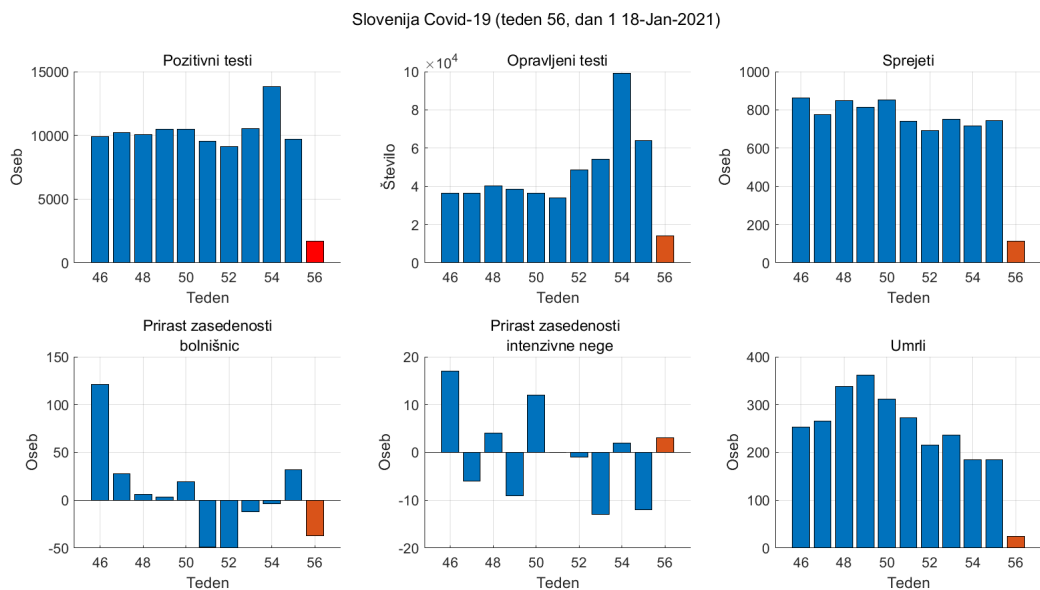 Slovenija Covid-19 (teden 56, dan 1 18-Jan-2021)
Pozitivni testi
15000
10000
5000
0
Oseb
46 48 50 52 54 56
Teden
Opravljeni testi
×10⁴
10
8
6
4
2
0
Število
46 48 50 52 54 56
Teden
Sprejeti
1000
800
600
400
200
0
Oseb
46 48 50 52 54 56
Teden
Prirast zasedenosti
bolnišnic
150
100
50
0
-50
Oseb
46 48 50 52 54 56
Teden
Prirast zasedenosti
intenzivne nege
20
10
0
-10
-20
Oseb
46 48 50 52 54 56
Teden
Umrli
400
300
200
100
0
Oseb
46 48 50 52 54 56
Teden